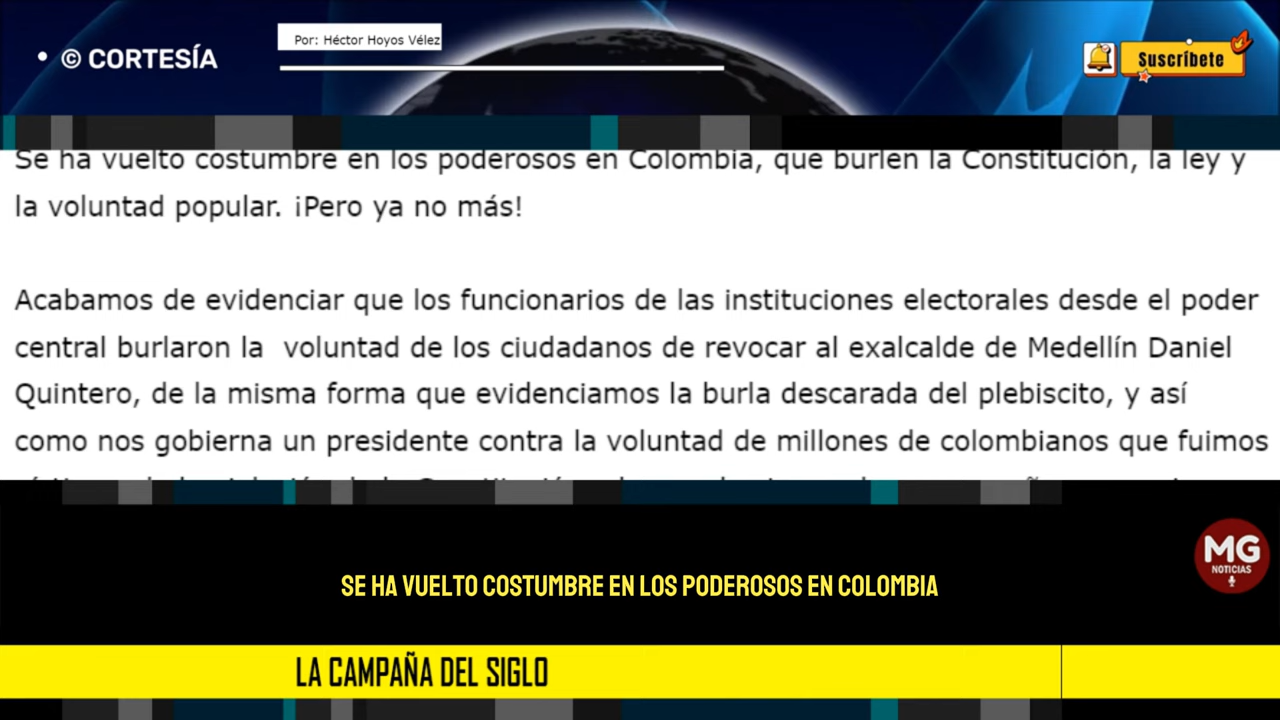 • © CORTESÍA
Por: Héctor Hoyos Vélez
Suscríbete
Se ha vuelto costumbre en los poderosos en Colombia, que burlen la Constitución, la ley y
la voluntad popular. ¡Pero ya no más!
Acabamos de evidenciar que los funcionarios de las instituciones electorales desde el poder
central burlaron la  voluntad de los ciudadanos de revocar al exalcalde de Medellín Daniel
Quintero, de la misma forma que evidenciamos la burla descarada del plebiscito, y así
como nos gobierna un presidente contra la voluntad de millones de colombianos que fuimos
MG
NOTICIAS
SE HA VUELTO COSTUMBRE EN LOS PODEROSOS EN COLOMBIA
LA CAMPAÑA DEL SIGLO